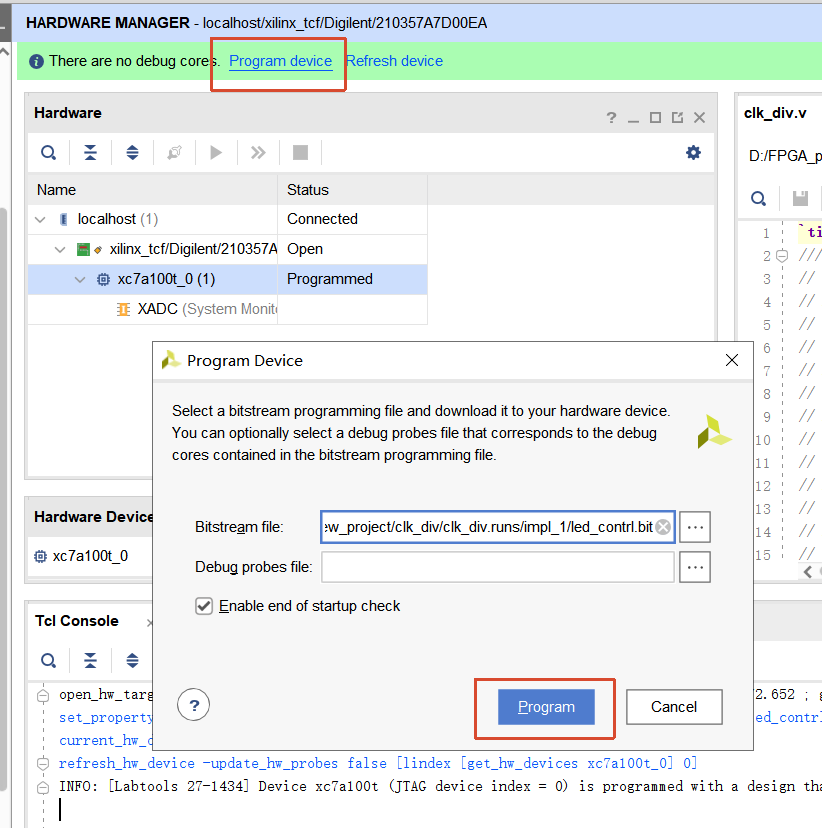 HARDWARE MANAGER - localhost/xilinx_tcf/Digilent/210357A7D00EA
There are no debug cores. Program device Refresh device
Hardware
clk_div.v
D:/FPGA_p
Name Status
localhost (1) Connected
xilinx_tcf/Digilent/210357A Open
xc7a100t_0 (1) Programmed
XADC (System Monito
1 `ti
2 ///
3 //
4 //
5 //
6 //
7 //
8 //
9 //
10 //
11 //
12 //
13 //
14 //
15 //
Program Device
Select a bitstream programming file and download it to your hardware device.
You can optionally select a debug probes file that corresponds to the debug
cores contained in the bitstream programming file.
Bitstream file: ew_project/clk_div/clk_div.runs/impl_1/led_contrl.bit ...
Debug probes file: ...
Enable end of startup check
? Program Cancel
Hardware Device
xc7a100t_0
Tcl Console
open_hw_targ 2.652 ; g
set_property ed_contrl
current_hw_d
refresh_hw_device -update_hw_probes false [lindex [get_hw_devices xc7a100t_0] 0]
INFO: [Labtools 27-1434] Device xc7a100t (JTAG device index = 0) is programmed with a design tha